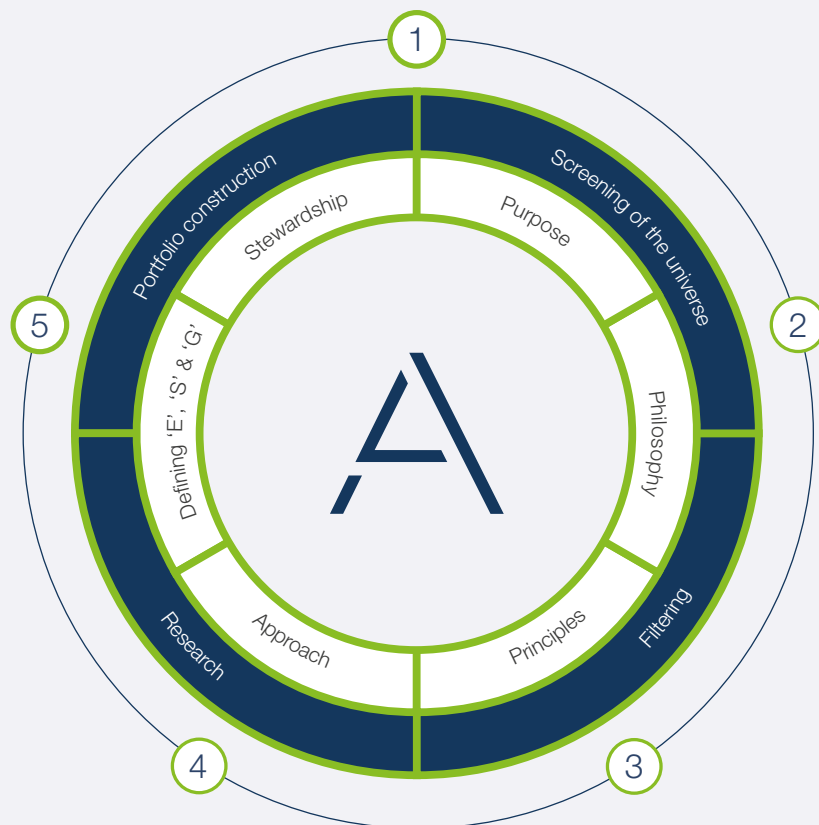 1
2
3
4
5
Screening of the universe
Filtering
Research
Portfolio construction
Purpose
Philosophy
Principles
Approach
Defining ‘E’, ‘S’ & ‘G’
Stewardship